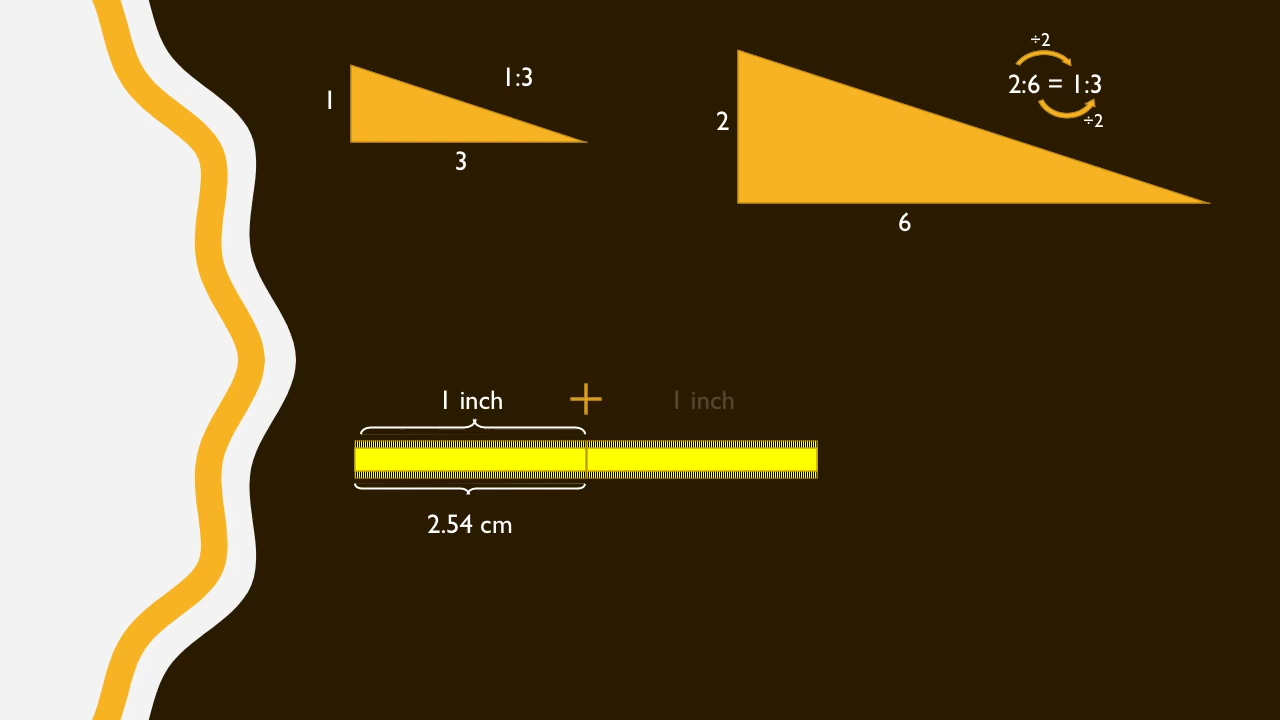 1
1:3
3
÷2
2:6 = 1:3
÷2
2
6
1 inch + 1 inch
2.54 cm